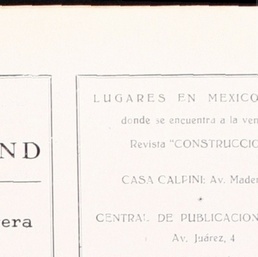 LUGARES EN MEXICO
donde se encuentra a la ven
Revista "CONSTRUCCIO
ND
CASA CALPINI: Av. Mader
*
era
CENTRAL DE PUBLICACION
Av. Juárez, 4